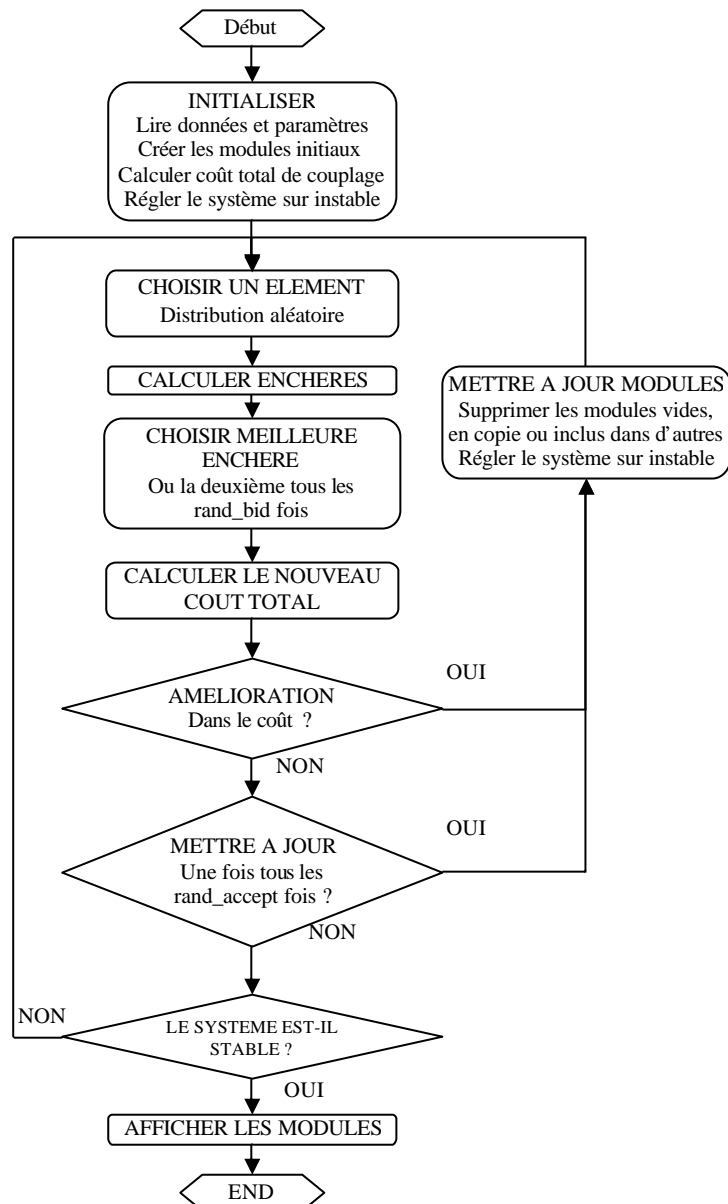 Début
INITIALISER
Lire données et paramètres
Créer les modules initiaux
Calculer coût total de couplage
Régler le système sur instable
CHOISIR UN ELEMENT
Distribution aléatoire
CALCULER ENCHERES
METTRE A JOUR MODULES
Supprimer les modules vides,
en copie ou inclus dans d'autres
Régler le système sur instable
CHOISIR MEILLEURE
ENCHERE
Ou la deuxième tous les
rand_bid fois
CALCULER LE NOUVEAU
COUT TOTAL
OUI
AMELIORATION
Dans le coût ?
NON
OUI
METTRE A JOUR
Une fois tous les
rand_accept fois ?
NON
NON
LE SYSTEME EST-IL
STABLE ?
OUI
AFFICHER LES MODULES
END